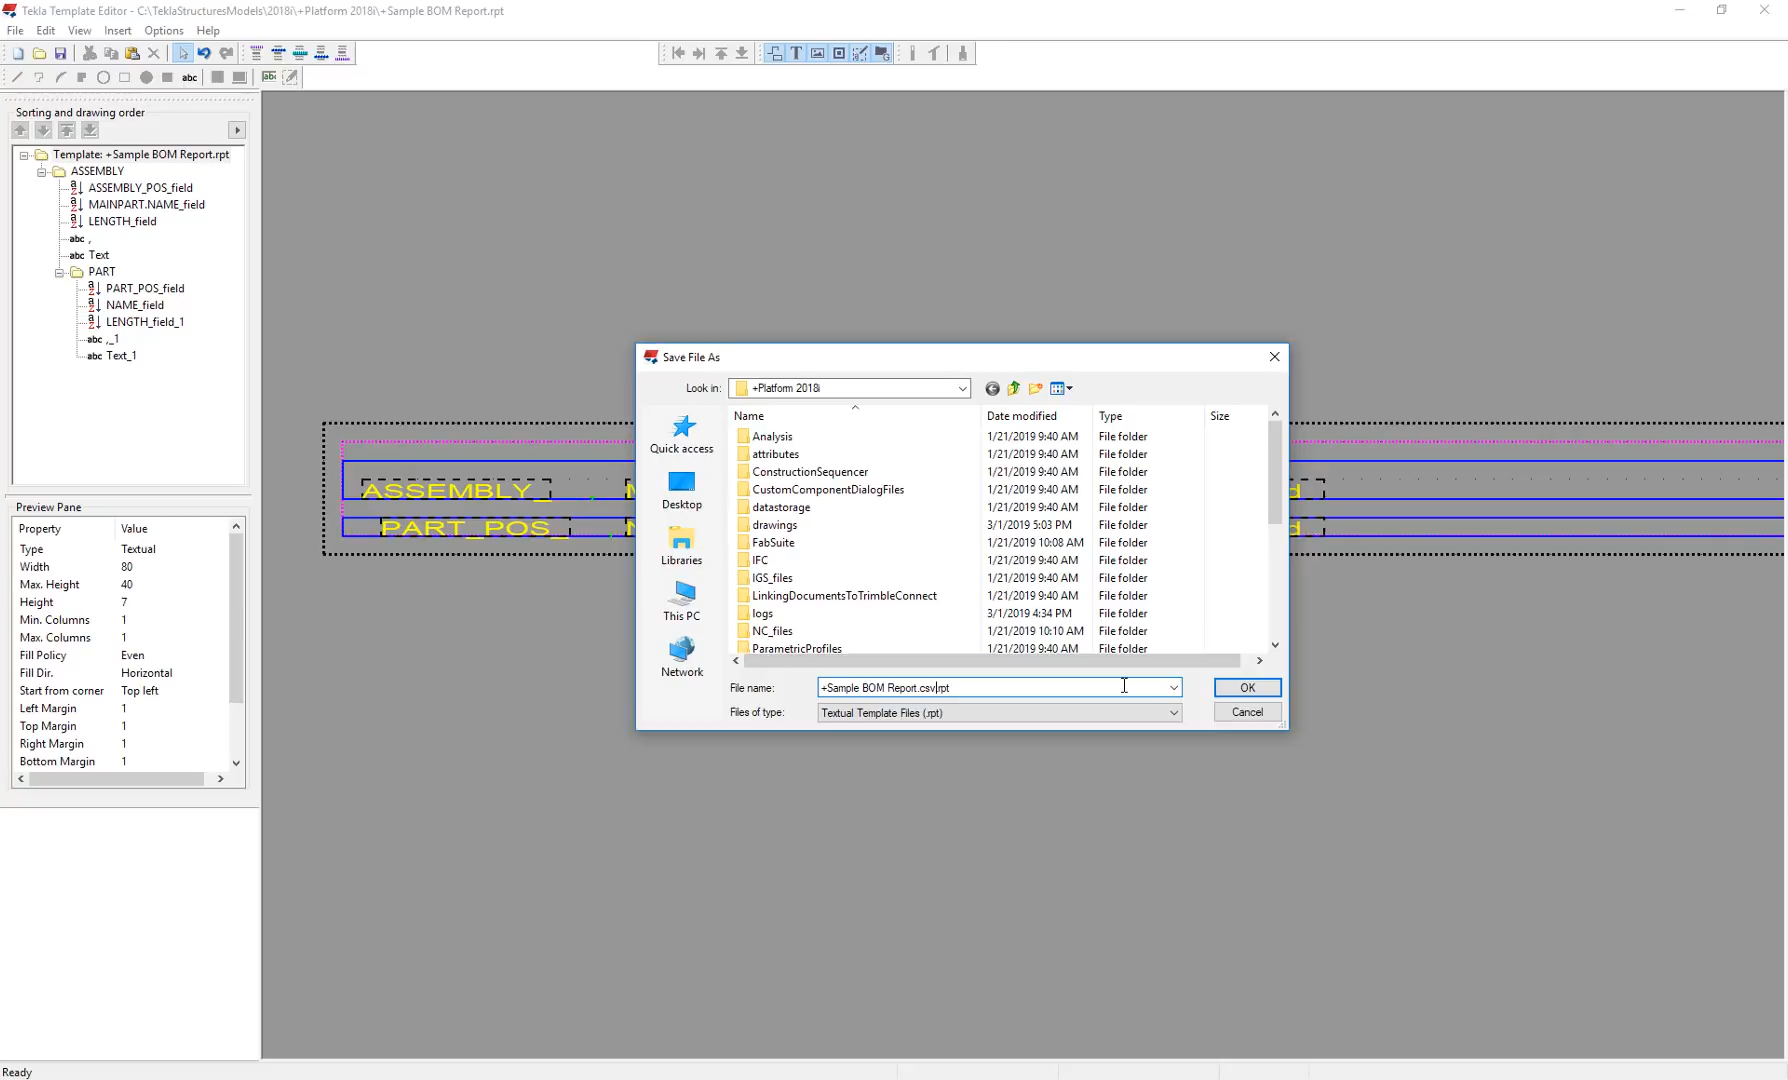 Tekla Template Editor - C:\TeklaStructuresModels\2018i\+Platform 2018i\+Sample BOM Report.rpt
File Edit View Insert Options Help
abc
abc
Sorting and drawing order
Template: +Sample BOM Report.rpt
ASSEMBLY
ASSEMBLY_POS_field
MAINPART.NAME_field
LENGTH_field
abc ,
abc Text
PART
PART_POS_field
NAME_field
LENGTH_field_1
abc ,_1
abc Text_1
Preview Pane
Property Value
Type Textual
Width 80
Max. Height 40
Height 7
Min. Columns 1
Max. Columns 1
Fill Policy Even
Fill Dir. Horizontal
Start from corner Top left
Left Margin 1
Top Margin 1
Right Margin 1
Bottom Margin 1
ASSEMBLY_
PART_POS_
Save File As
Look in: +Platform 2018i
Quick access
Desktop
Libraries
This PC
Network
Name Date modified Type Size
Analysis 1/21/2019 9:40 AM File folder
attributes 1/21/2019 9:40 AM File folder
ConstructionSequencer 1/21/2019 9:40 AM File folder
CustomComponentDialogFiles 1/21/2019 9:40 AM File folder
datastorage 1/21/2019 9:40 AM File folder
drawings 3/1/2019 5:03 PM File folder
FabSuite 1/21/2019 10:08 AM File folder
IFC 1/21/2019 9:40 AM File folder
IGS_files 1/21/2019 9:40 AM File folder
LinkingDocumentsToTrimbleConnect 1/21/2019 9:40 AM File folder
logs 3/1/2019 4:34 PM File folder
NC_files 1/21/2019 10:10 AM File folder
ParametricProfiles 1/21/2019 9:40 AM File folder
File name: +Sample BOM Report.csv.rpt OK
Files of type: Textual Template Files (.rpt) Cancel
Ready